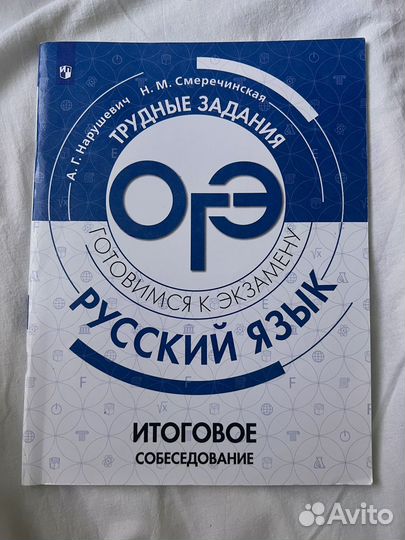 А. Г. Нарушевич Н. М. Смеречинская
ТРУДНЫЕ ЗАДАНИЯ
ОГЭ
ГОТОВИМСЯ К ЭКЗАМЕНУ
РУССКИЙ ЯЗЫК
ИТОГОВОЕ
СОБЕСЕДОВАНИЕ
Avito